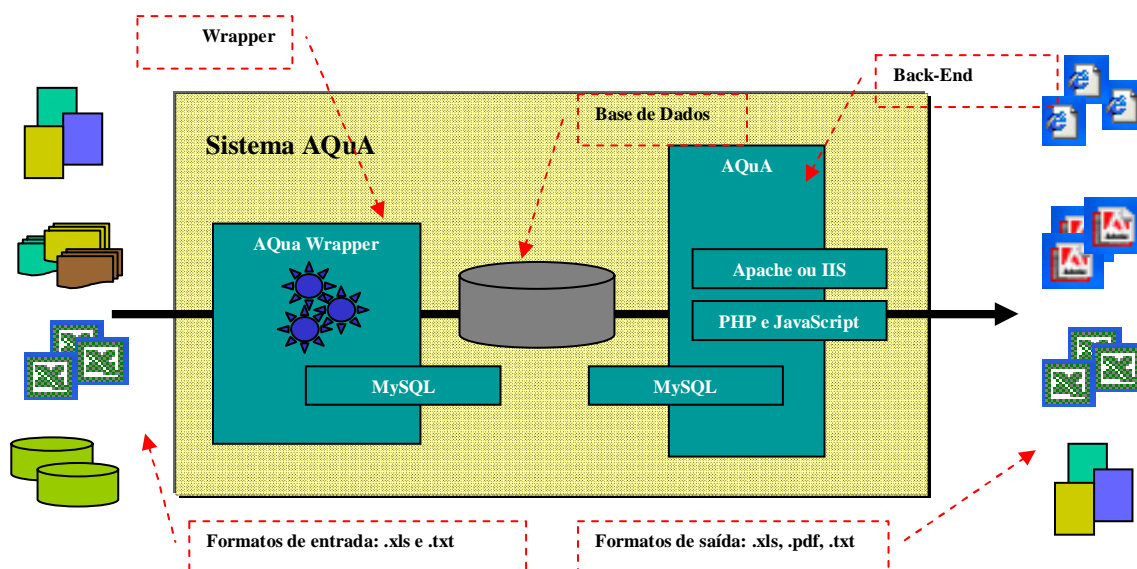 Wrapper
Back-End
Base de Dados
Sistema AQuA
AQuA
AQua Wrapper
Apache ou IIS
PHP e JavaScript
MySQL
MySQL
Formatos de entrada: .xls e .txt
Formatos de saída: .xls, .pdf, .txt